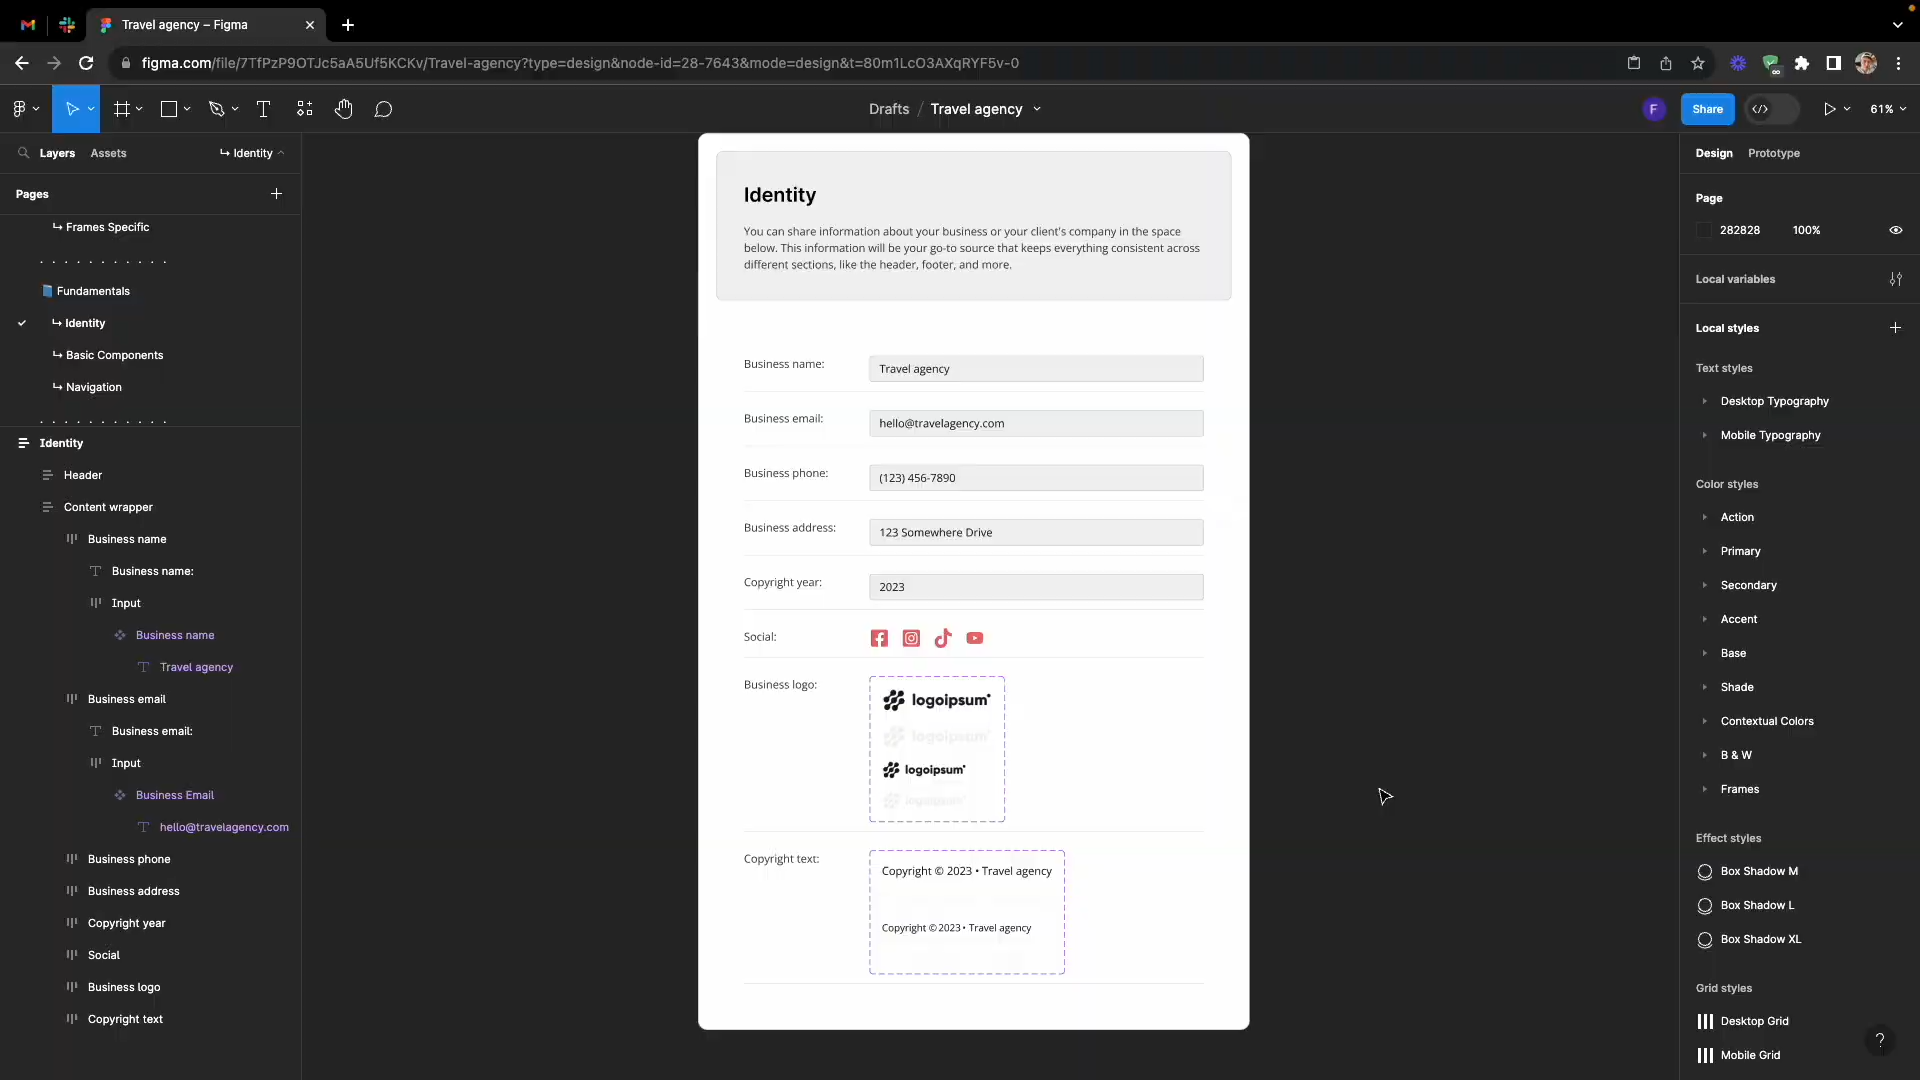 Travel agency – Figma
figma.com/file/7TfPzP9OTJc5aA5Uf5KCKv/Travel-agency?type=design&node-id=28-7643&mode=design&t=80m1LcO3AXqRYF5v-0
Drafts / Travel agency
F
Share
61%
Layers
Assets
↳ Identity
Pages
↳ Frames Specific
. . . . . . . . . . .
Fundamentals
↳ Identity
↳ Basic Components
↳ Navigation
. . . . . . . . . . .
Identity
Header
Content wrapper
Business name
Business name:
Input
Business name
Travel agency
Business email
Business email:
Input
Business Email
hello@travelagency.com
Business phone
Business address
Copyright year
Social
Business logo
Copyright text
Identity
You can share information about your business or your client's company in the space
below. This information will be your go-to source that keeps everything consistent across
different sections, like the header, footer, and more.
Business name:
Travel agency
Business email:
hello@travelagency.com
Business phone:
(123) 456-7890
Business address:
123 Somewhere Drive
Copyright year:
2023
Social:
Business logo:
logoipsum
logoipsum
logoipsum
logoipsum
Copyright text:
Copyright © 2023 • Travel agency
Copyright © 2023 • Travel agency
Design
Prototype
Page
282828
100%
Local variables
Local styles
Text styles
Desktop Typography
Mobile Typography
Color styles
Action
Primary
Secondary
Accent
Base
Shade
Contextual Colors
B & W
Frames
Effect styles
Box Shadow M
Box Shadow L
Box Shadow XL
Grid styles
Desktop Grid
Mobile Grid
?